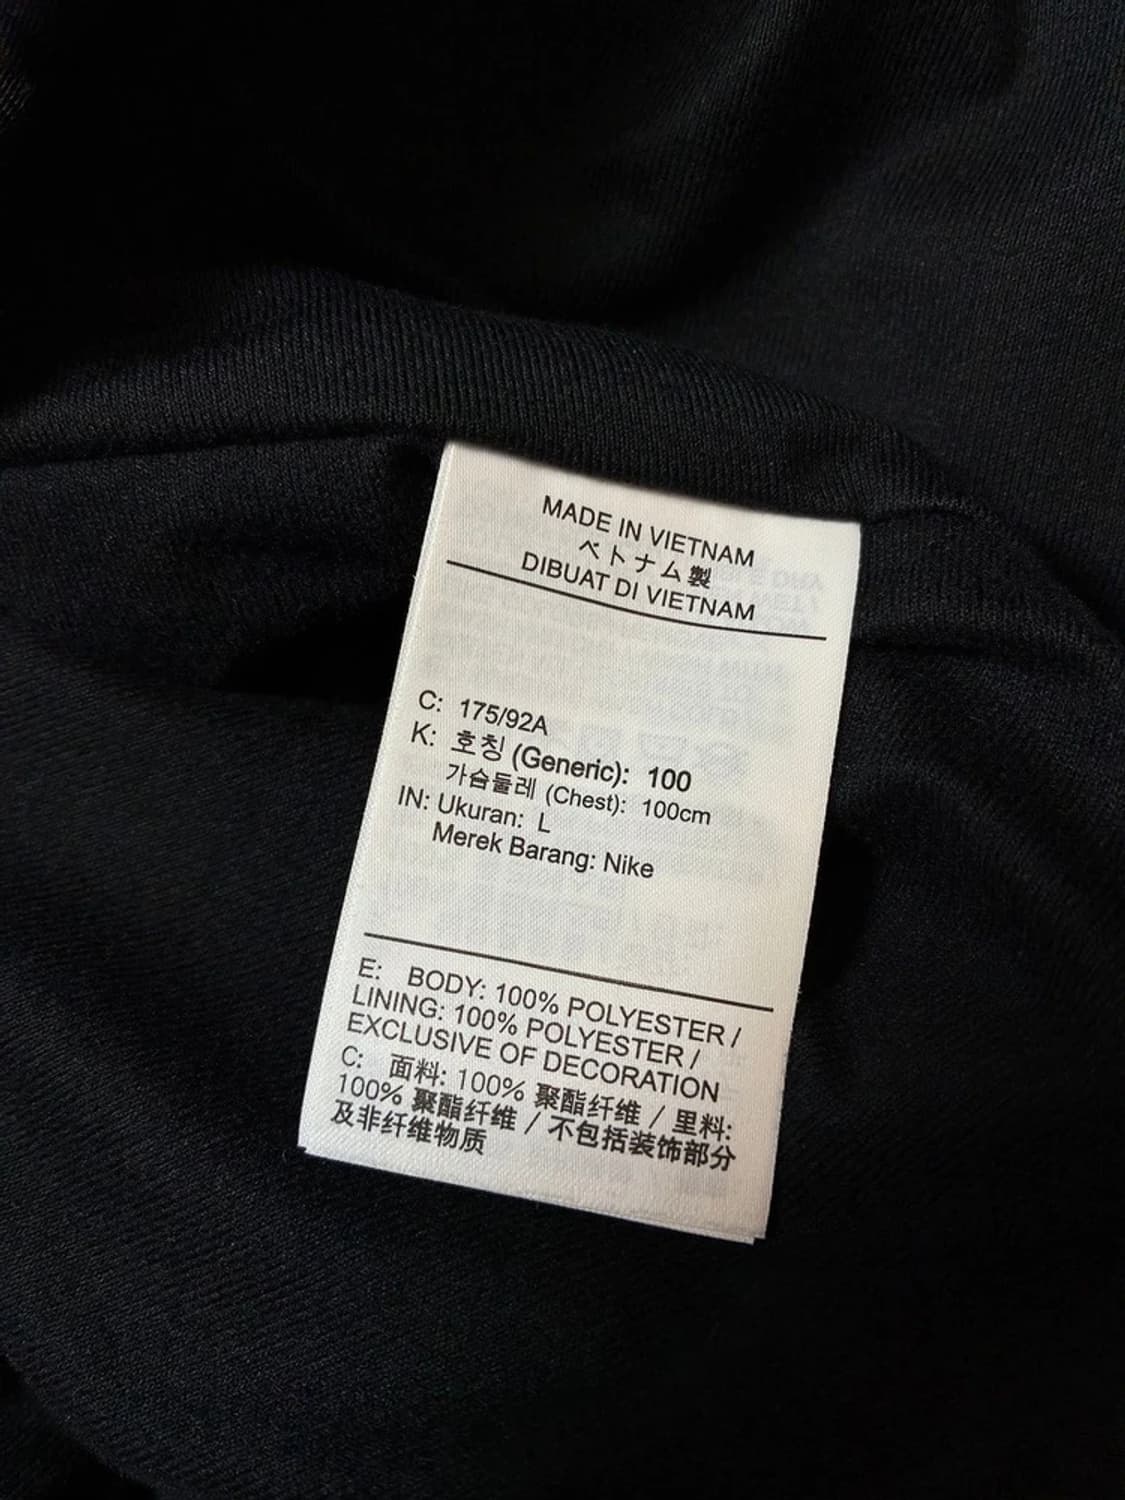 MADE IN VIETNAM
ベトナム製
DIBUAT DI VIETNAM
C: 175/92A
K: 호칭 (Generic): 100
가슴둘레 (Chest): 100cm
IN: Ukuran: L
Merek Barang: Nike
E: BODY: 100% POLYESTER /
LINING: 100% POLYESTER /
EXCLUSIVE OF DECORATION
C: 面料: 100% 聚酯纤维 / 里料:
100% 聚酯纤维 / 不包括装饰部分
及非纤维物质